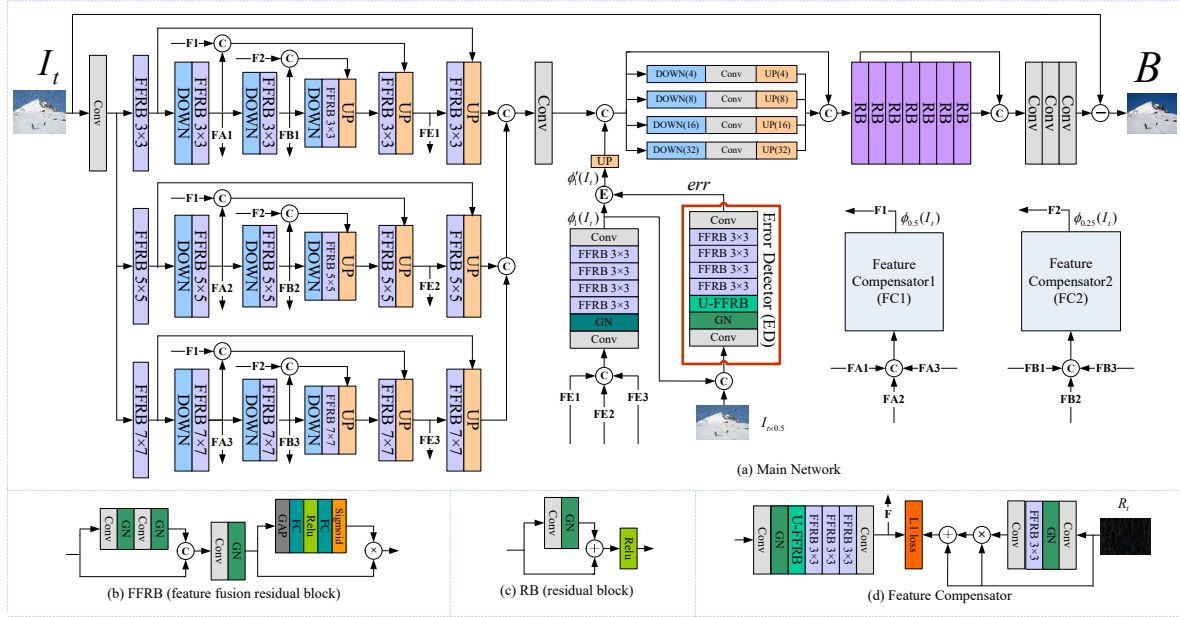 I_t
Conv
FFRB 3×3
DOWN
FFRB 3×3
F1
C
FA1
DOWN
FFRB 3×3
F2
C
FB1
DOWN
FFRB 3×3
UP
FFRB 3×3
UP
FE1
FFRB 3×3
UP
C
FFRB 5×5
DOWN
FFRB 5×5
F1
C
FA2
DOWN
FFRB 5×5
F2
C
FB2
DOWN
FFRB 5×5
UP
FFRB 5×5
UP
FE2
FFRB 5×5
UP
C
FFRB 7×7
DOWN
FFRB 7×7
F1
C
FA3
DOWN
FFRB 7×7
F2
C
FB3
DOWN
FFRB 7×7
UP
FFRB 7×7
UP
FE3
FFRB 7×7
UP
Conv
C
DOWN(4) Conv UP(4)
DOWN(8) Conv UP(8)
DOWN(16) Conv UP(16)
DOWN(32) Conv UP(32)
C
RB
RB
RB
RB
RB
RB
RB
C
Conv
Conv
Conv
−
B
UP
ϕ′₁(I_t)
E
err
ϕ₁(I_t)
Conv
FFRB 3×3
FFRB 3×3
FFRB 3×3
FFRB 3×3
GN
Conv
C
FE1
FE2
FE3
Conv
FFRB 3×3
FFRB 3×3
FFRB 3×3
FFRB 3×3
U-FFRB
GN
Conv
Error Detector (ED)
C
I_{t×0.5}
F1
ϕ_{0.5}(I_t)
Feature
Compensator1
(FC1)
FA1
C
FA3
FA2
F2
ϕ_{0.25}(I_t)
Feature
Compensator2
(FC2)
FB1
C
FB3
FB2
(a) Main Network
Conv
GN
Conv
GN
C
Conv
GN
GAP
FC
Relu
FC
Sigmoid
×
(b) FFRB (feature fusion residual block)
Conv
GN
+
Relu
(c) RB (residual block)
Conv
GN
U-FFRB
FFRB 3×3
FFRB 3×3
FFRB 3×3
Conv
F
L1 loss
+
×
Conv
FFRB 3×3
GN
Conv
R_t
(d) Feature Compensator